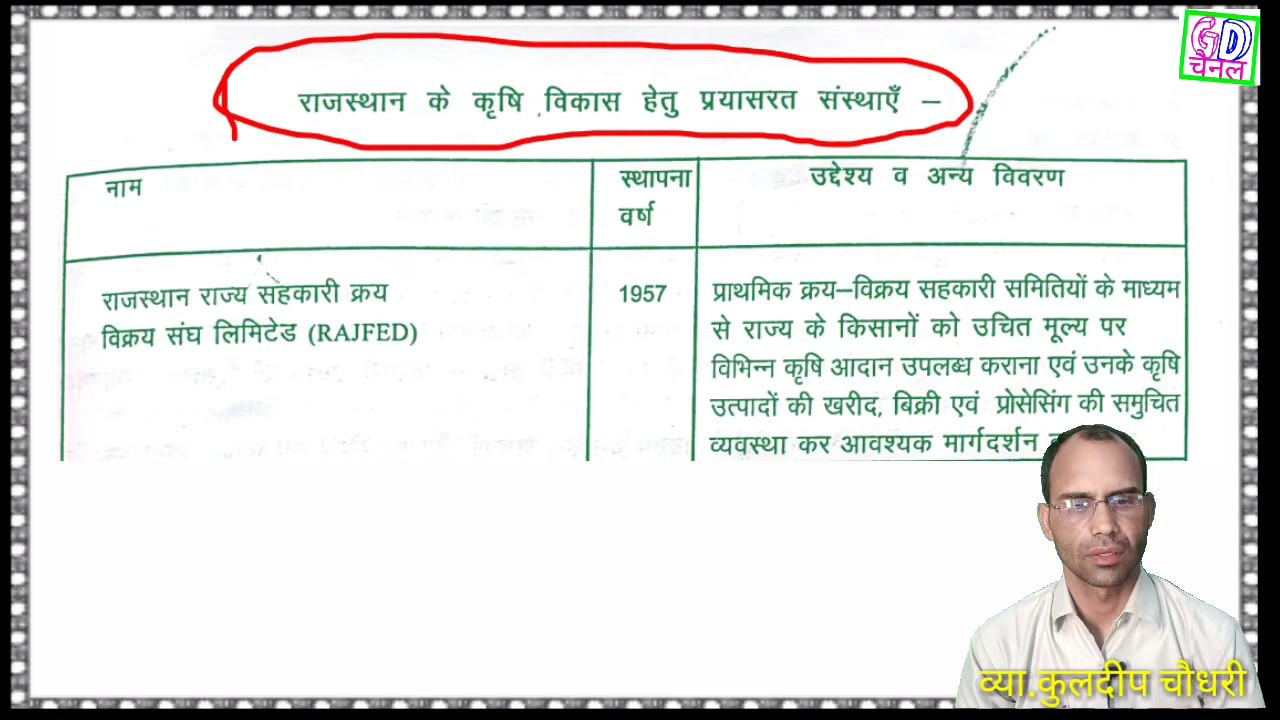 GD
चैनल
राजस्थान के कृषि विकास हेतु प्रयासरत संस्थाएँ –
नाम
स्थापना
वर्ष
उद्देश्य व अन्य विवरण
राजस्थान राज्य सहकारी क्रय
विक्रय संघ लिमिटेड (RAJFED)
1957
प्राथमिक क्रय–विक्रय सहकारी समितियों के माध्यम
से राज्य के किसानों को उचित मूल्य पर
विभिन्न कृषि आदान उपलब्ध कराना एवं उनके कृषि
उत्पादों की खरीद, बिक्री एवं प्रोसेसिंग की समुचित
व्यवस्था कर आवश्यक मार्गदर्शन
व्या.कुलदीप चौधरी